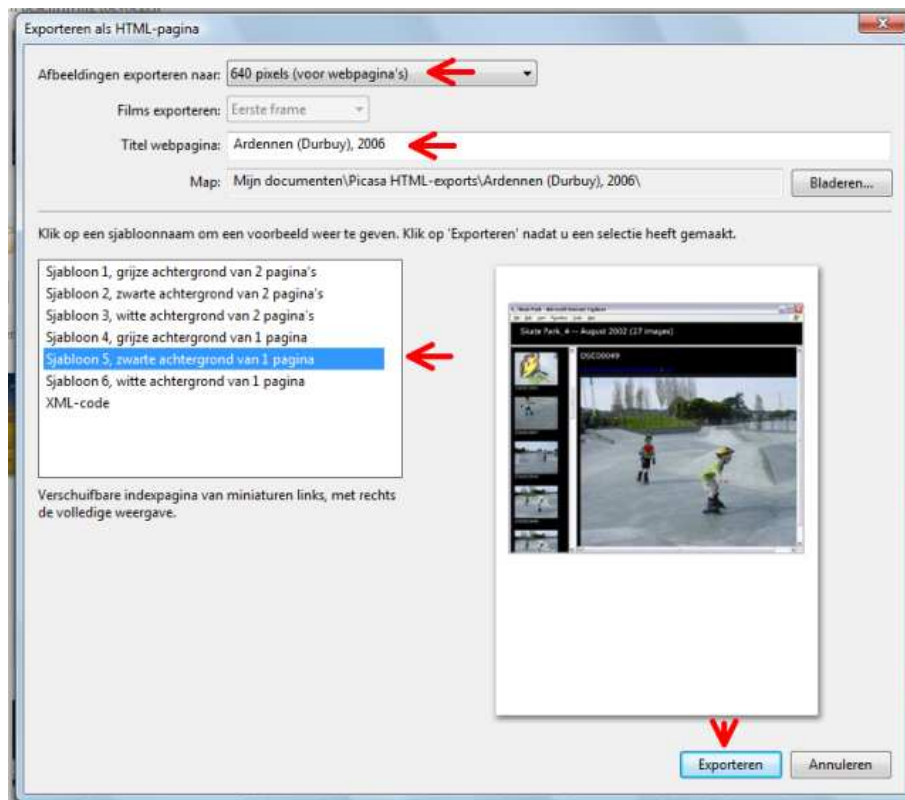 Exporteren als HTML-pagina
Afbeeldingen exporteren naar: 640 pixels (voor webpagina's)
Films exporteren: Eerste frame
Titel webpagina: Ardennen (Durbuy), 2006
Map: Mijn documenten\Picasa HTML-exports\Ardennen (Durbuy), 2006\ Bladeren...
Klik op een sjabloonnaam om een voorbeeld weer te geven. Klik op 'Exporteren' nadat u een selectie heeft gemaakt.
Sjabloon 1, grijze achtergrond van 2 pagina's
Sjabloon 2, zwarte achtergrond van 2 pagina's
Sjabloon 3, witte achtergrond van 2 pagina's
Sjabloon 4, grijze achtergrond van 1 pagina
Sjabloon 5, zwarte achtergrond van 1 pagina
Sjabloon 6, witte achtergrond van 1 pagina
XML-code
Verschuifbare indexpagina van miniaturen links, met rechts
de volledige weergave.
Skate Park, 4 -- August 2002 (27 images)
DSC00049
Exporteren Annuleren